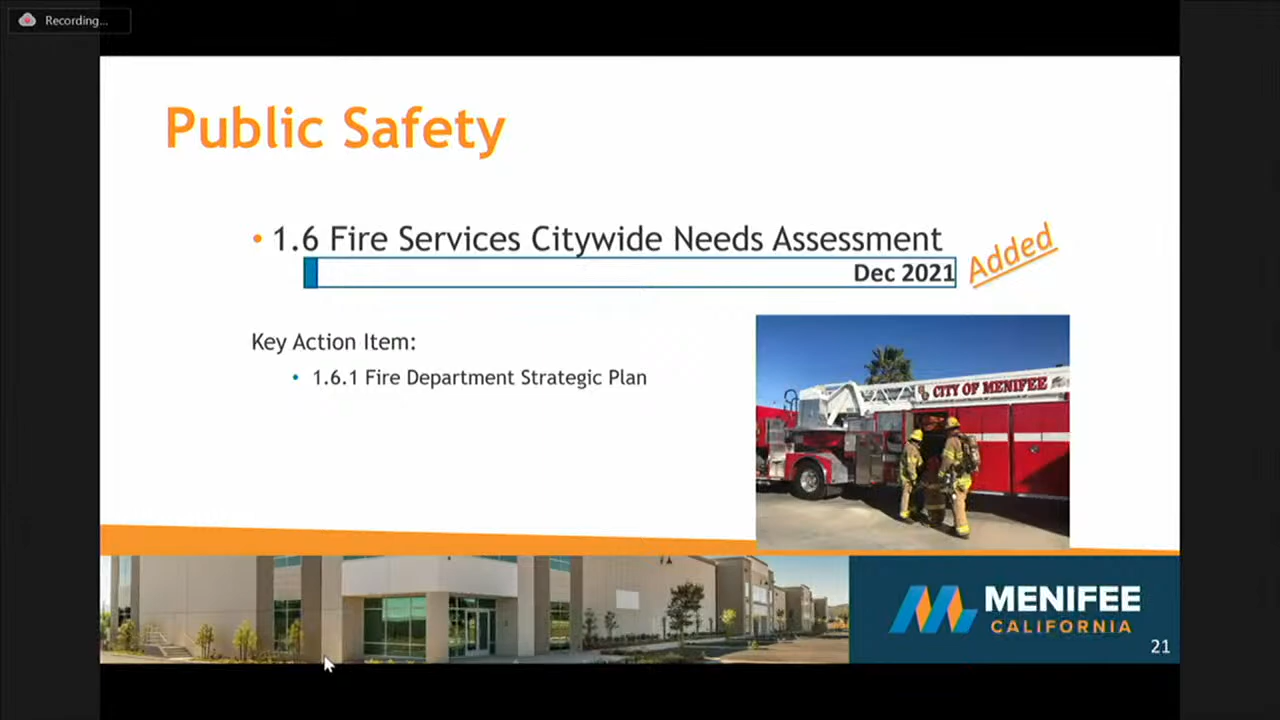 Recording...
Public Safety
• 1.6 Fire Services Citywide Needs Assessment
Dec 2021
Added
Key Action Item:
• 1.6.1 Fire Department Strategic Plan
CITY OF MENIFEE
MENIFEE
CALIFORNIA
21